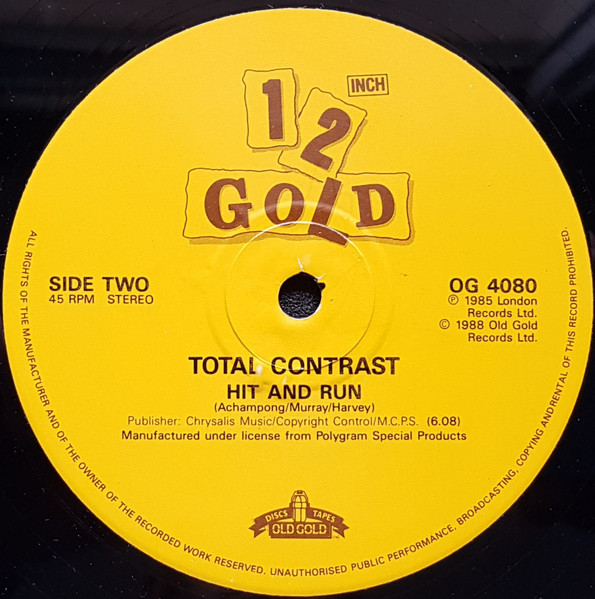 12 INCH
GOLD
SIDE TWO
45 RPM STEREO
OG 4080
℗ 1985 London
Records Ltd.
© 1988 Old Gold
Records Ltd.
TOTAL CONTRAST
HIT AND RUN
(Achampong/Murray/Harvey)
Publisher: Chrysalis Music/Copyright Control/M.C.P.S. (6.08)
Manufactured under license from Polygram Special Products
DISCS TAPES
OLD GOLD
ALL RIGHTS OF THE MANUFACTURER AND OF THE OWNER OF THE RECORDED WORK RESERVED. UNAUTHORISED PUBLIC PERFORMANCE, BROADCASTING, COPYING AND RENTAL OF THIS RECORD PROHIBITED.